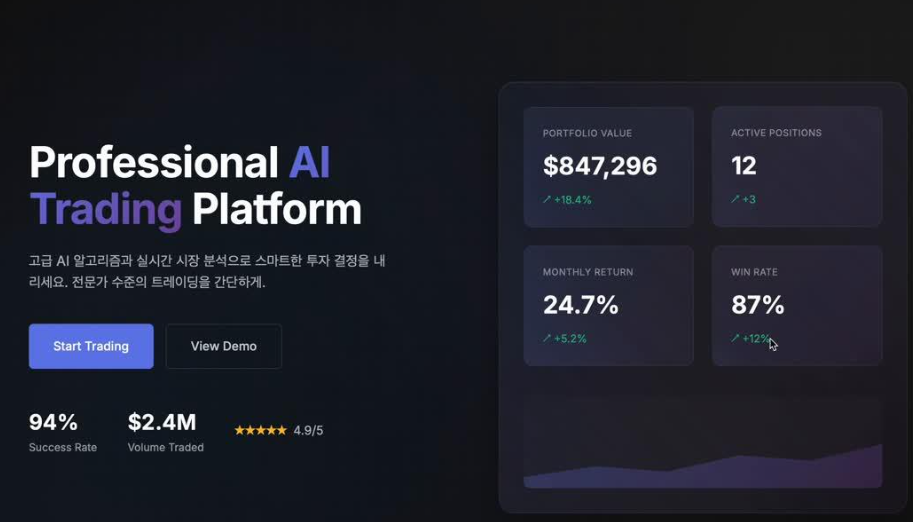 Professional AI
Trading Platform
고급 AI 알고리즘과 실시간 시장 분석으로 스마트한 투자 결정을 내
리세요. 전문가 수준의 트레이딩을 간단하게.
Start Trading
View Demo
94%
Success Rate
$2.4M
Volume Traded
★★★★★ 4.9/5
PORTFOLIO VALUE
$847,296
↗ +18.4%
ACTIVE POSITIONS
12
↗ +3
MONTHLY RETURN
24.7%
↗ +5.2%
WIN RATE
87%
↗ +12%